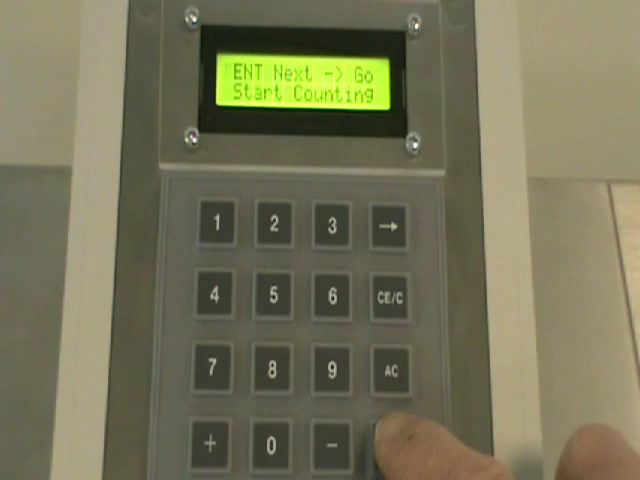 ENT Next -> Go
Start Counting
1 2 3 →
4 5 6 CE/C
7 8 9 AC
+ 0 -